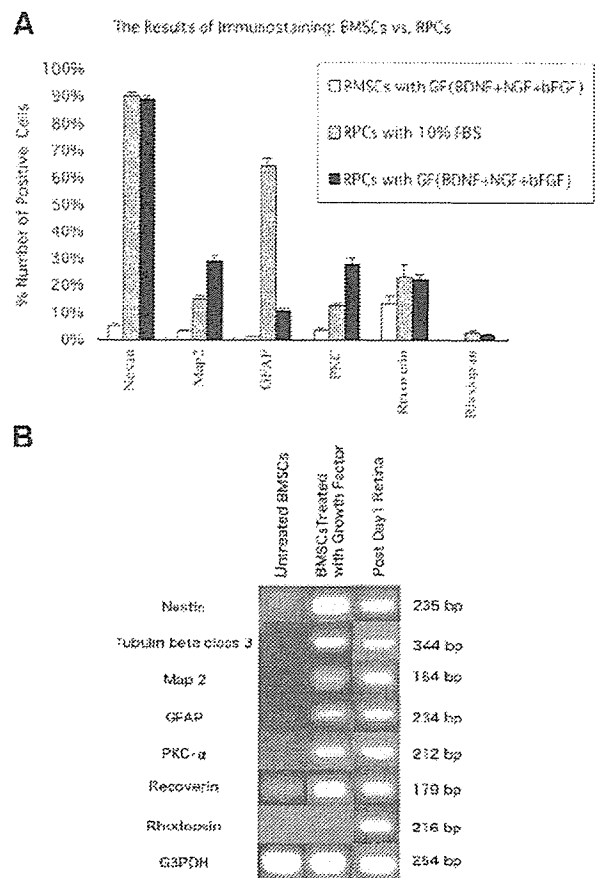 A
The Results of Immunostaining: BMSCs vs. RPCs
% Number of Positive Cells
100%
90%
80%
70%
60%
50%
40%
30%
20%
10%
0%
BMSCs with GF(BDNF+NGF+bFGF)
RPCs with 10% FBS
RPCs with GF(BDNF+NGF+bFGF)
Nestin
Map2
GFAP
PKC
Recoverin
Rhodopsin
B
Untreated BMSCs
BMSCsTreated
with Growth Factor
Post Day1 Retina
Nestin 235 bp
Tubulin beta class 3 344 bp
Map 2 184 bp
GFAP 234 bp
PKC-α 212 bp
Recoverin 179 bp
Rhodopsin 216 bp
G3PDH 254 bp